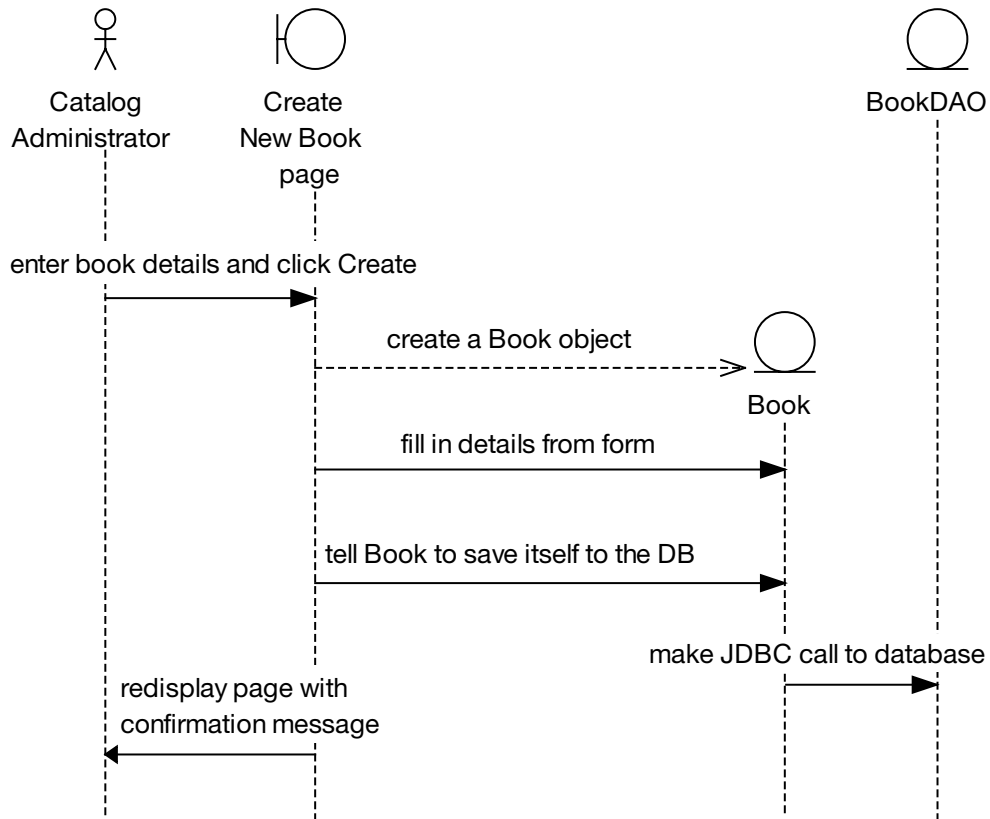 Catalog
Administrator
Create
New Book
page
BookDAO
enter book details and click Create
create a Book object
Book
fill in details from form
tell Book to save itself to the DB
make JDBC call to database
redisplay page with
confirmation message